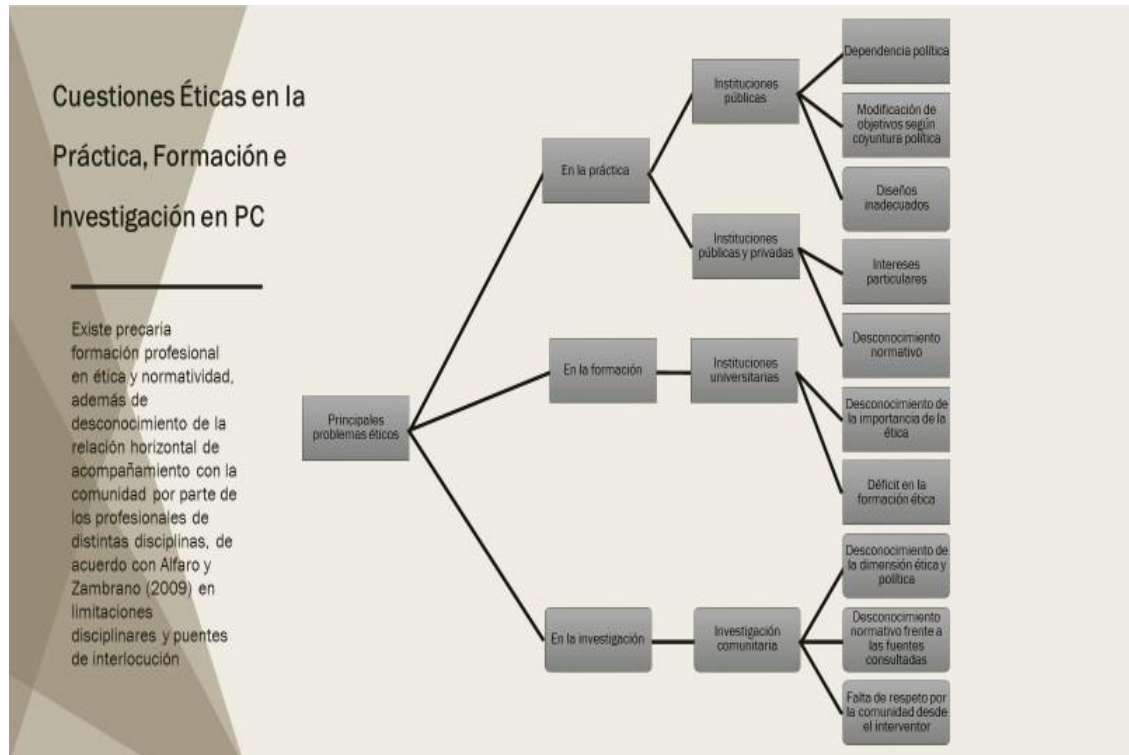 Cuestiones Éticas en la
Práctica, Formación e
Investigación en PC
Existe precaria
formación profesional
en ética y normatividad,
además de
desconocimiento de la
relación horizontal de
acompañamiento con la
comunidad por parte de
los profesionales de
distintas disciplinas, de
acuerdo con Alfaro y
Zambrano (2009) en
limitaciones
disciplinares y puentes
de interlocución
Principales
problemas éticos
En la práctica
Instituciones
públicas
Dependencia política
Modificación de
objetivos según
coyuntura política
Diseños
inadecuados
Instituciones
públicas y privadas
Intereses
particulares
Desconocimiento
normativo
En la formación
Instituciones
universitarias
Desconocimiento de
la importancia de la
ética
Déficit en la
formación ética
En la investigación
Investigación
comunitaria
Desconocimiento de
la dimensión ética y
política
Desconocimiento
normativo frente a
las fuentes
consultadas
Falta de respeto por
la comunidad desde
el interventor